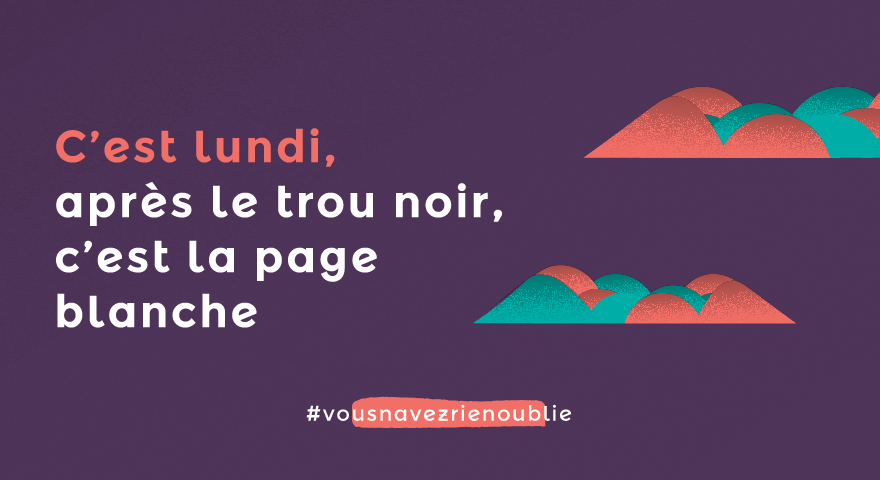 C’est lundi,
après le trou noir,
c’est la page
blanche
#vousnavezrienoublie